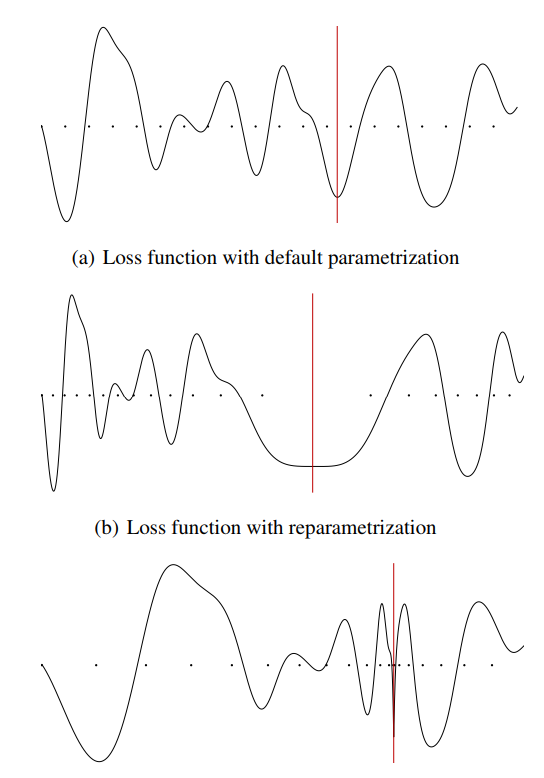 (a) Loss function with default parametrization
(b) Loss function with reparametrization